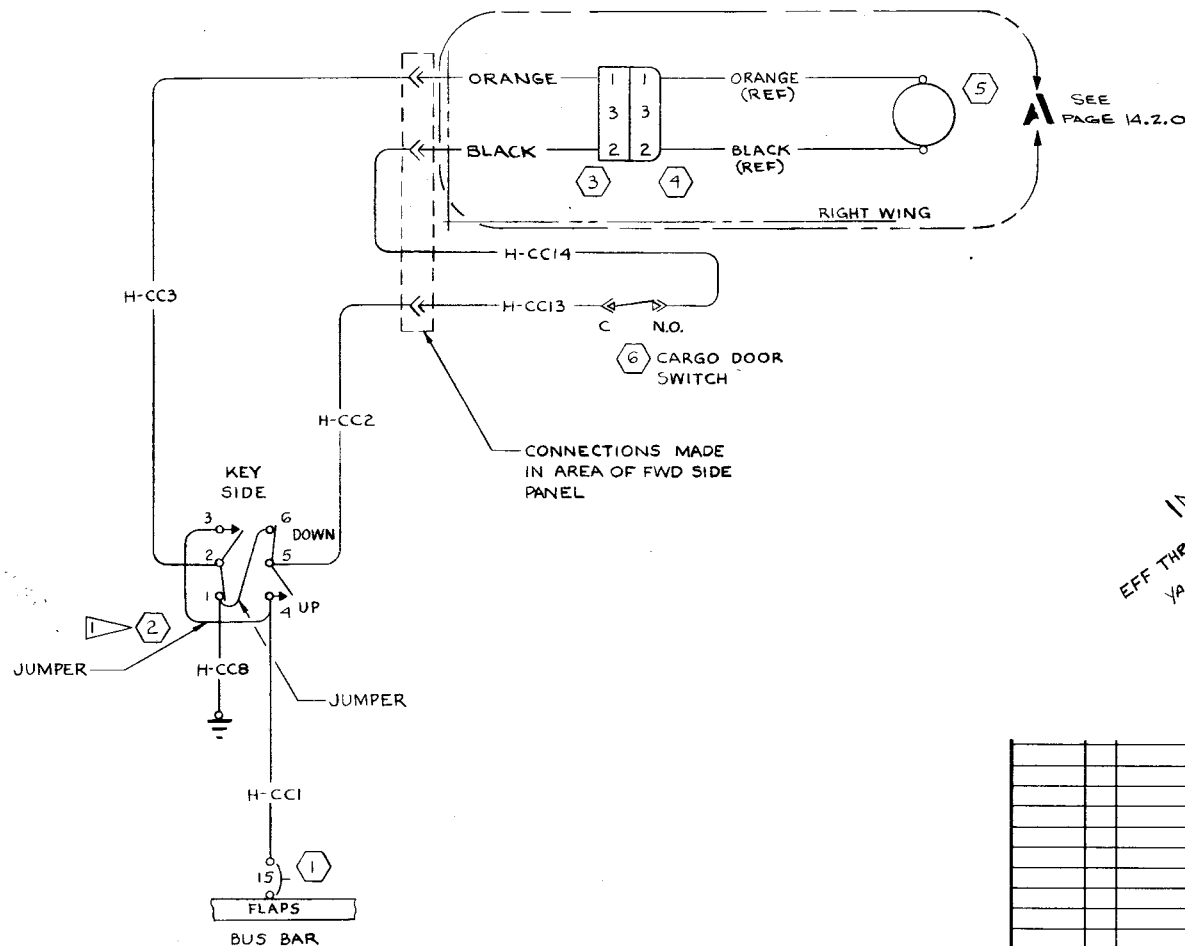 ORANGE
1 1
ORANGE
(REF)
5
3 3
A SEE
PAGE 14.2.0
BLACK
2 2
BLACK
(REF)
3
4
RIGHT WING
H-CC14
H-CC3
H-CC13
C N.O.
6 CARGO DOOR
SWITCH
H-CC2
CONNECTIONS MADE
IN AREA OF FWD SIDE
PANEL
KEY
SIDE
3 6
DOWN
2 5
1 4
UP
1 2
JUMPER
H-CC8
JUMPER
EFF
H-CC1
15 1
FLAPS
BUS BAR